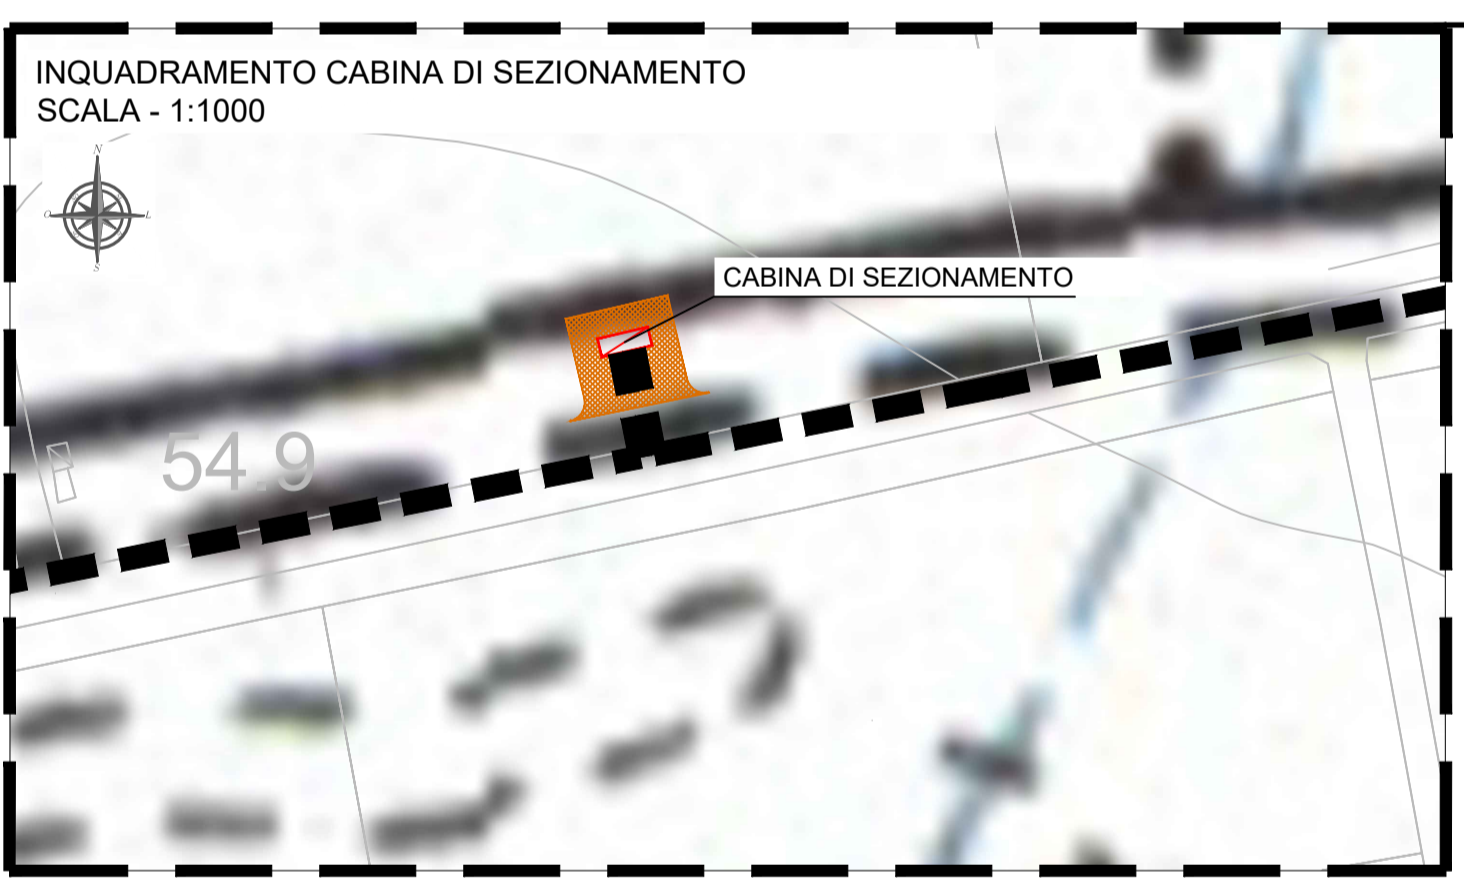 INQUADRAMENTO CABINA DI SEZIONAMENTO
SCALA - 1:1000
N
O
L
S
CABINA DI SEZIONAMENTO
54.9